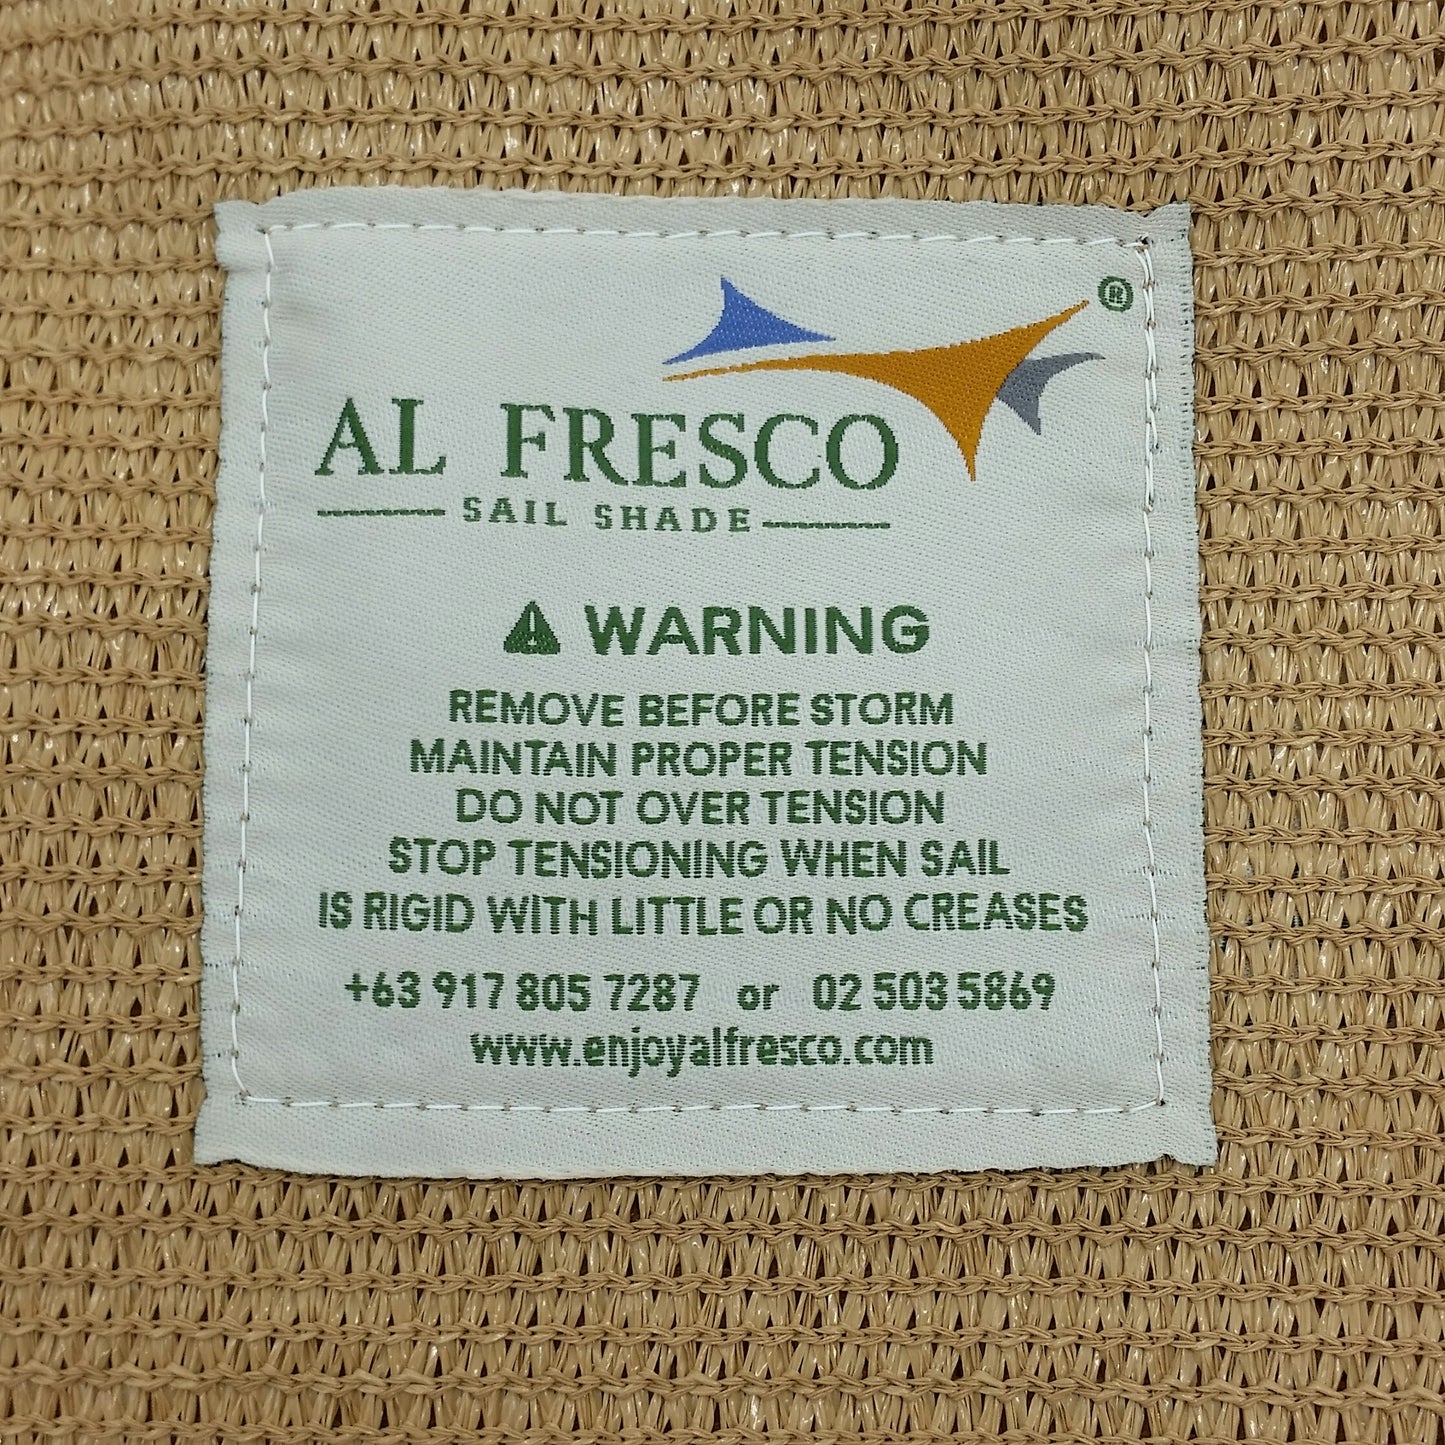 ®
AL FRESCO
SAIL SHADE
WARNING
REMOVE BEFORE STORM
MAINTAIN PROPER TENSION
DO NOT OVER TENSION
STOP TENSIONING WHEN SAIL
IS RIGID WITH LITTLE OR NO CREASES
+63 917 805 7287 or 02 503 5869
www.enjoyalfresco.com